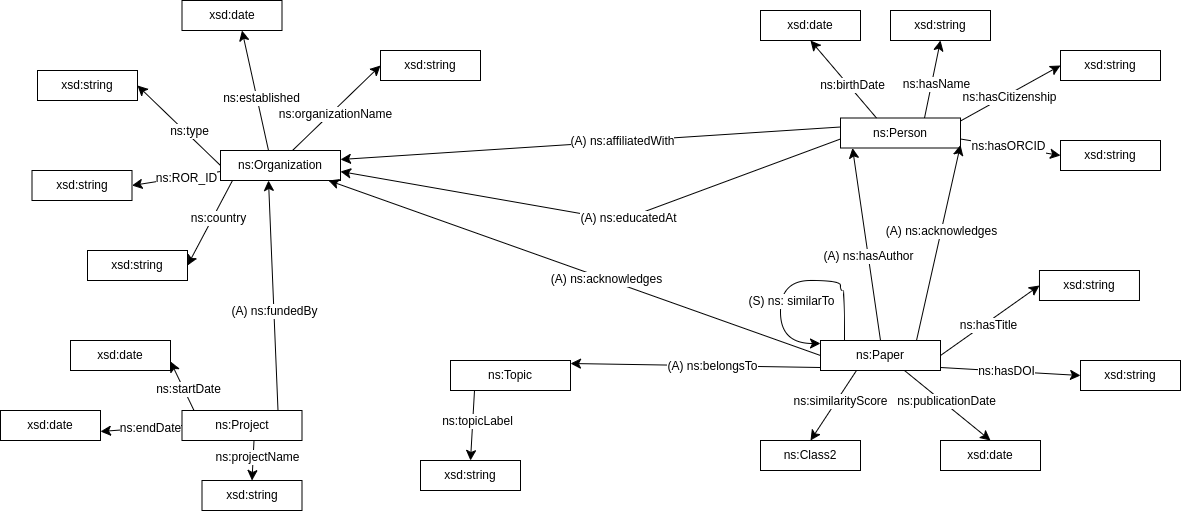 xsd:date
xsd:date
xsd:string
xsd:string
xsd:string
xsd:string
ns:birthDate
ns:hasName
ns:hasCitizenship
ns:established
ns:organizationName
ns:type
(A) ns:affiliatedWith
ns:Person
ns:hasORCID
xsd:string
ns:Organization
ns:ROR_ID
xsd:string
ns:country
(A) ns:educatedAt
(A) ns:acknowledges
xsd:string
(A) ns:hasAuthor
(A) ns:acknowledges
(A) ns:fundedBy
(S) ns: similarTo
xsd:string
ns:hasTitle
xsd:date
ns:Paper
ns:startDate
ns:Topic
(A) ns:belongsTo
ns:hasDOI
xsd:string
ns:similarityScore
ns:publicationDate
xsd:date
ns:endDate
ns:Project
ns:topicLabel
ns:projectName
ns:Class2
xsd:date
xsd:string
xsd:string